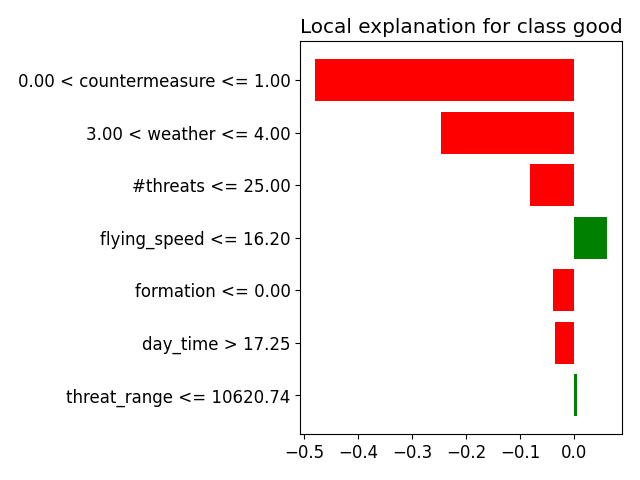 Local explanation for class good
0.00 < countermeasure <= 1.00
3.00 < weather <= 4.00
#threats <= 25.00
flying_speed <= 16.20
formation <= 0.00
day_time > 17.25
threat_range <= 10620.74
−0.5 −0.4 −0.3 −0.2 −0.1 0.0